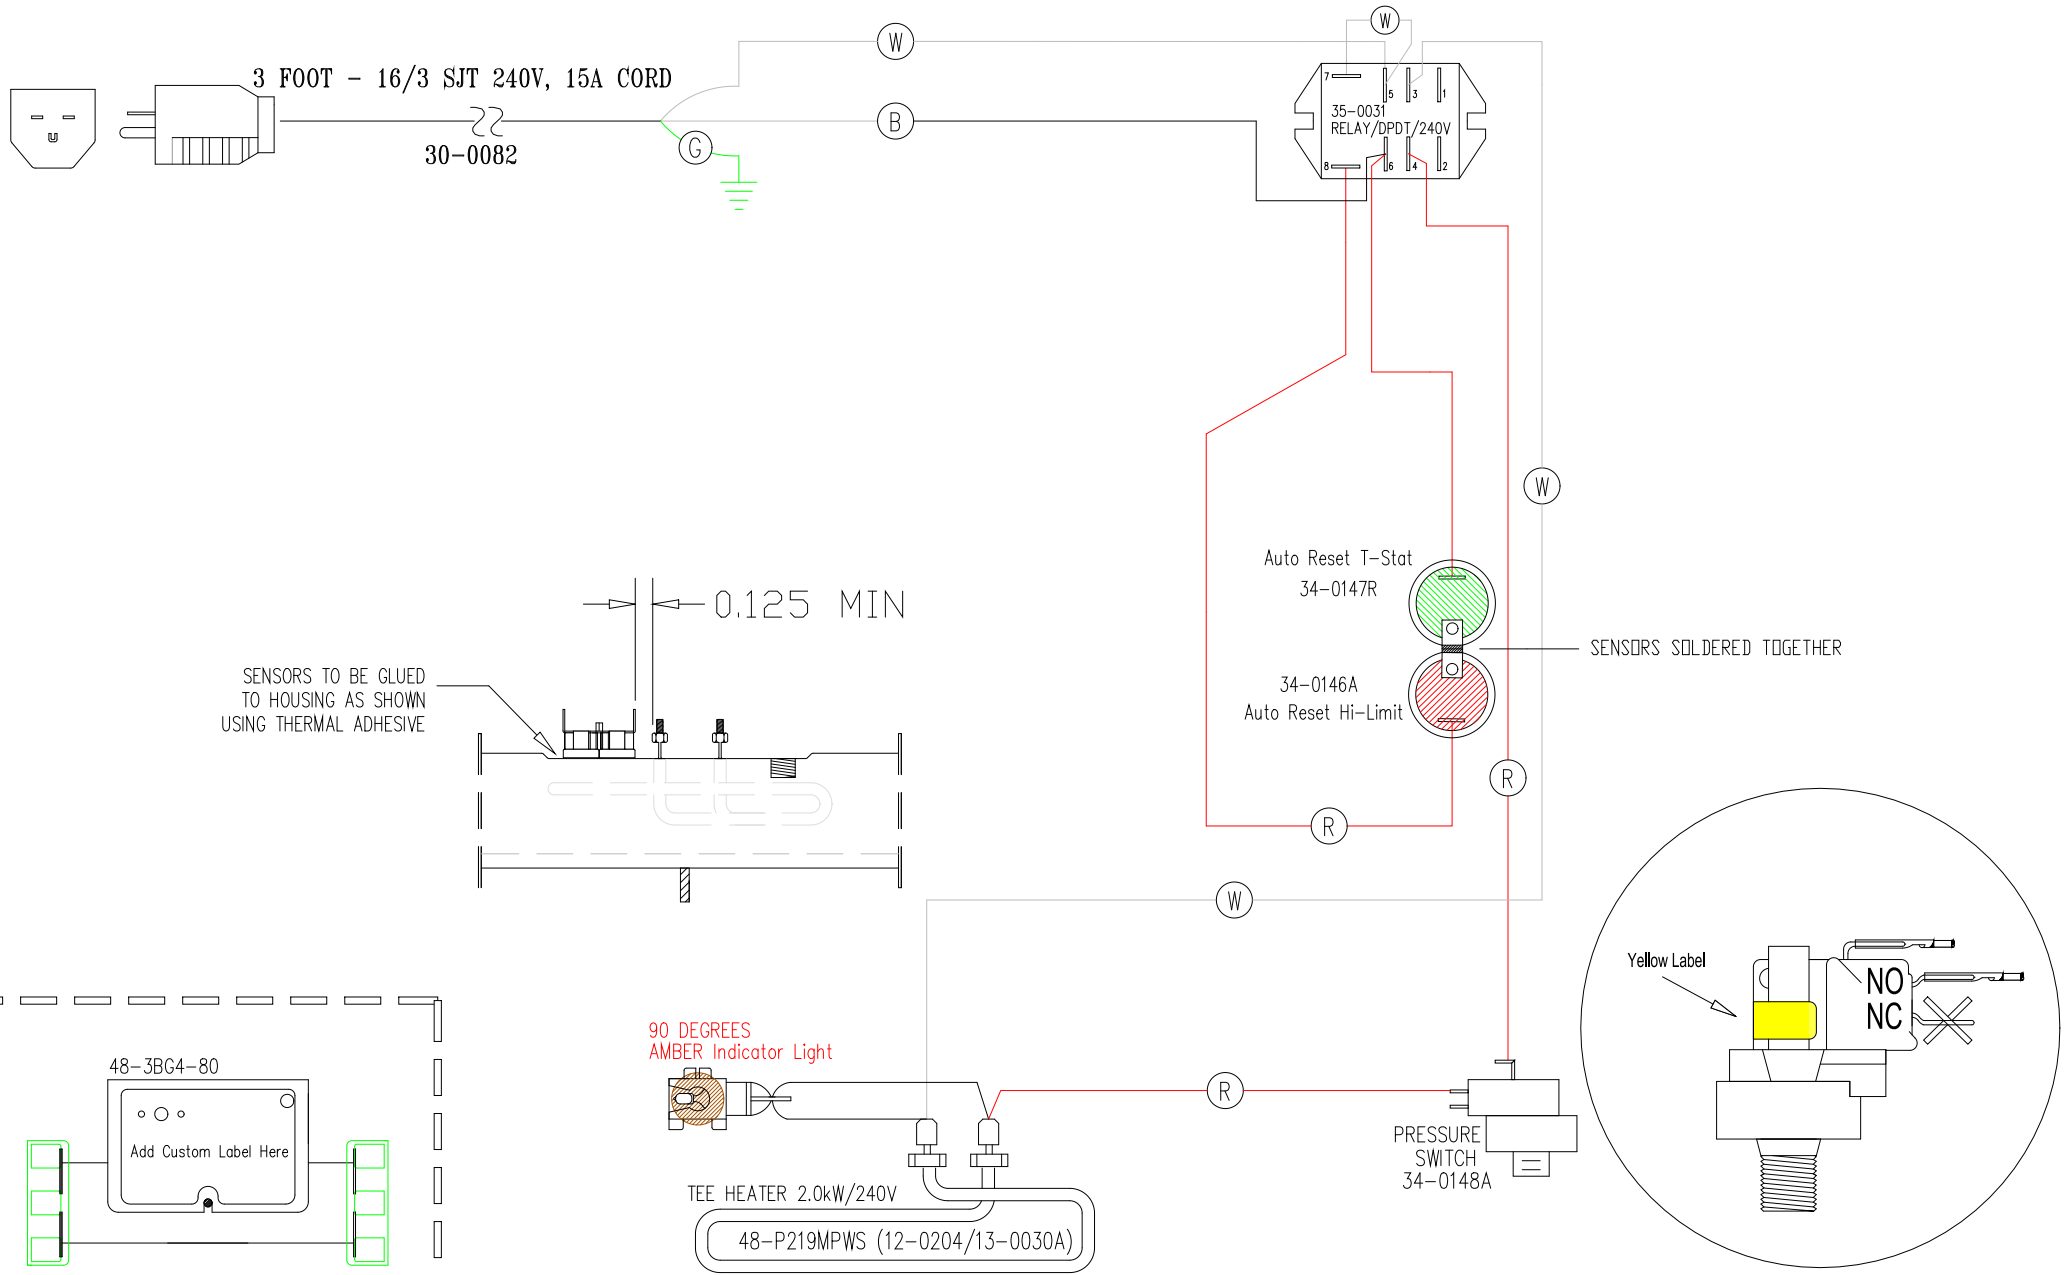 W
W
3 FOOT - 16/3 SJT 240V, 15A CORD
30-0082
B
G
7
5
3
1
35-0031
RELAY/DPDT/240V
8
6
4
2
W
Auto Reset T-Stat
34-0147R
SENSORS SOLDERED TOGETHER
34-0146A
Auto Reset Hi-Limit
0.125 MIN
SENSORS TO BE GLUED
TO HOUSING AS SHOWN
USING THERMAL ADHESIVE
R
R
W
Yellow Label
NO
NC
90 DEGREES
AMBER Indicator Light
R
PRESSURE
SWITCH
34-0148A
TEE HEATER 2.0kW/240V
48-P219MPWS (12-0204/13-0030A)
48-3BG4-80
Add Custom Label Here